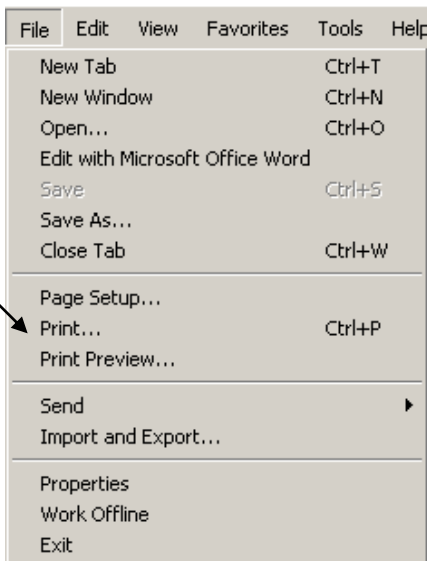 File Edit View Favorites Tools Help
New Tab Ctrl+T
New Window Ctrl+N
Open... Ctrl+O
Edit with Microsoft Office Word
Save Ctrl+S
Save As...
Close Tab Ctrl+W
Page Setup...
Print... Ctrl+P
Print Preview...
Send
Import and Export...
Properties
Work Offline
Exit